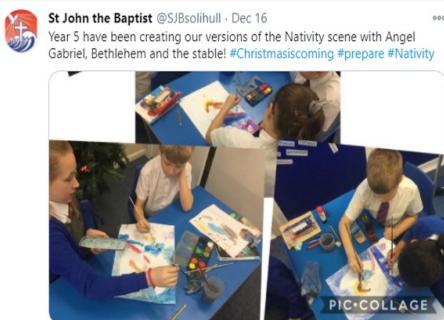 St John the Baptist @SJBsolihull · Dec 16
Year 5 have been creating our versions of the Nativity scene with Angel
Gabriel, Bethlehem and the stable! #Christmasiscoming #prepare #Nativity
PIC•COLLAGE